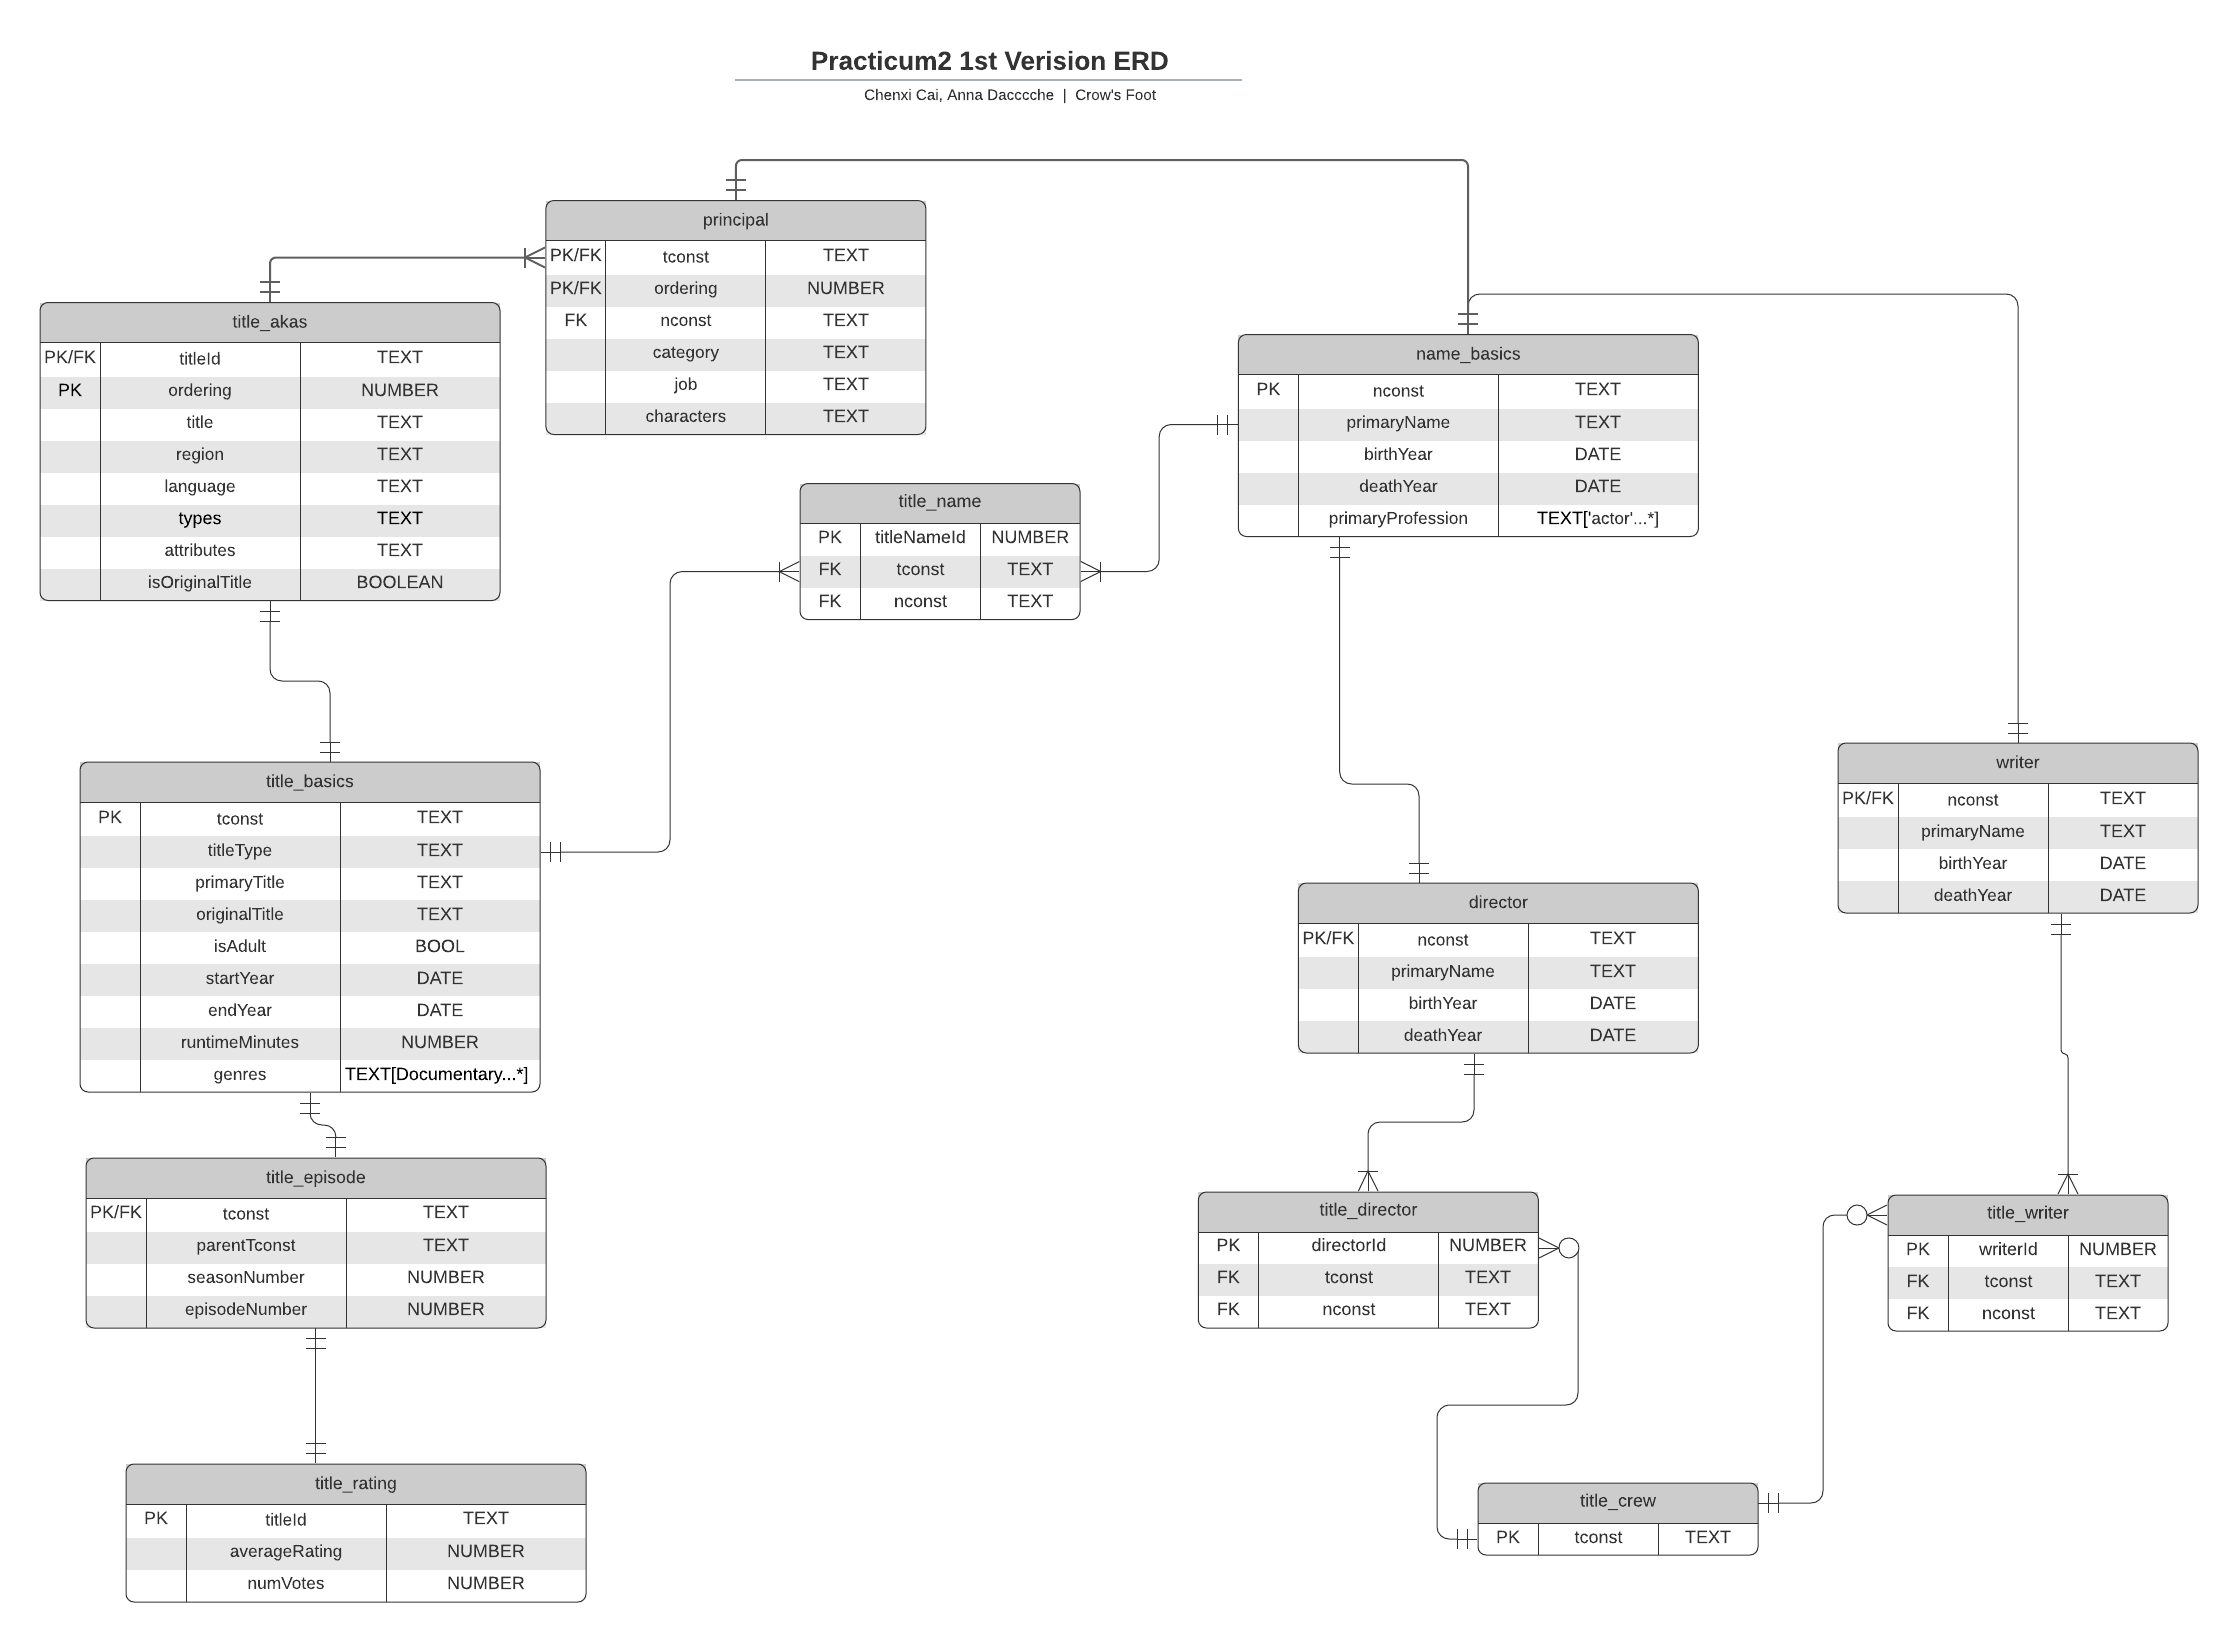 Practicum2 1st Verision ERD
Chenxi Cai, Anna Dacccche | Crow's Foot
principal
PK/FK tconst TEXT
PK/FK ordering NUMBER
FK nconst TEXT
category TEXT
job TEXT
characters TEXT
title_akas
PK/FK titleId TEXT
PK ordering NUMBER
title TEXT
region TEXT
language TEXT
types TEXT
attributes TEXT
isOriginalTitle BOOLEAN
name_basics
PK nconst TEXT
primaryName TEXT
birthYear DATE
deathYear DATE
primaryProfession TEXT['actor'...*]
title_name
PK titleNameId NUMBER
FK tconst TEXT
FK nconst TEXT
title_basics
PK tconst TEXT
titleType TEXT
primaryTitle TEXT
originalTitle TEXT
isAdult BOOL
startYear DATE
endYear DATE
runtimeMinutes NUMBER
genres TEXT[Documentary...*]
writer
PK/FK nconst TEXT
primaryName TEXT
birthYear DATE
deathYear DATE
director
PK/FK nconst TEXT
primaryName TEXT
birthYear DATE
deathYear DATE
title_episode
PK/FK tconst TEXT
parentTconst TEXT
seasonNumber NUMBER
episodeNumber NUMBER
title_director
PK directorId NUMBER
FK tconst TEXT
FK nconst TEXT
title_writer
PK writerId NUMBER
FK tconst TEXT
FK nconst TEXT
title_rating
PK titleId TEXT
averageRating NUMBER
numVotes NUMBER
title_crew
PK tconst TEXT